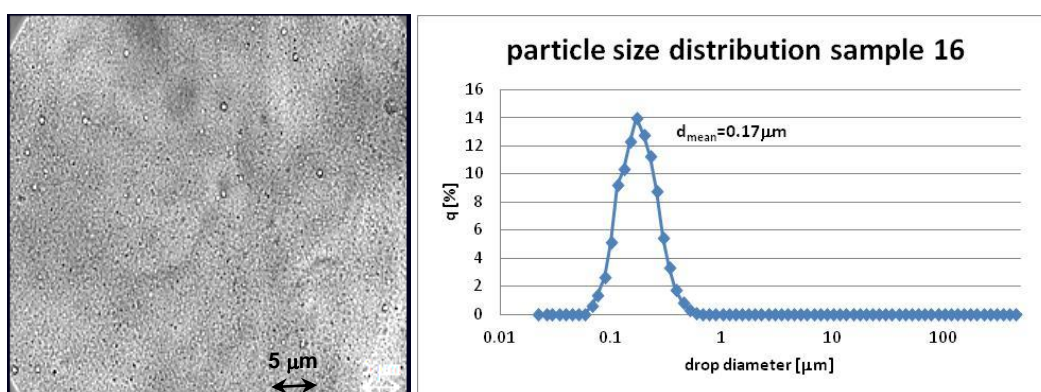 5 μm
particle size distribution sample 16
16
14
12
10
8
6
4
2
0
q [%]
d_mean=0.17μm
0.01 0.1 1 10 100
drop diameter [μm]